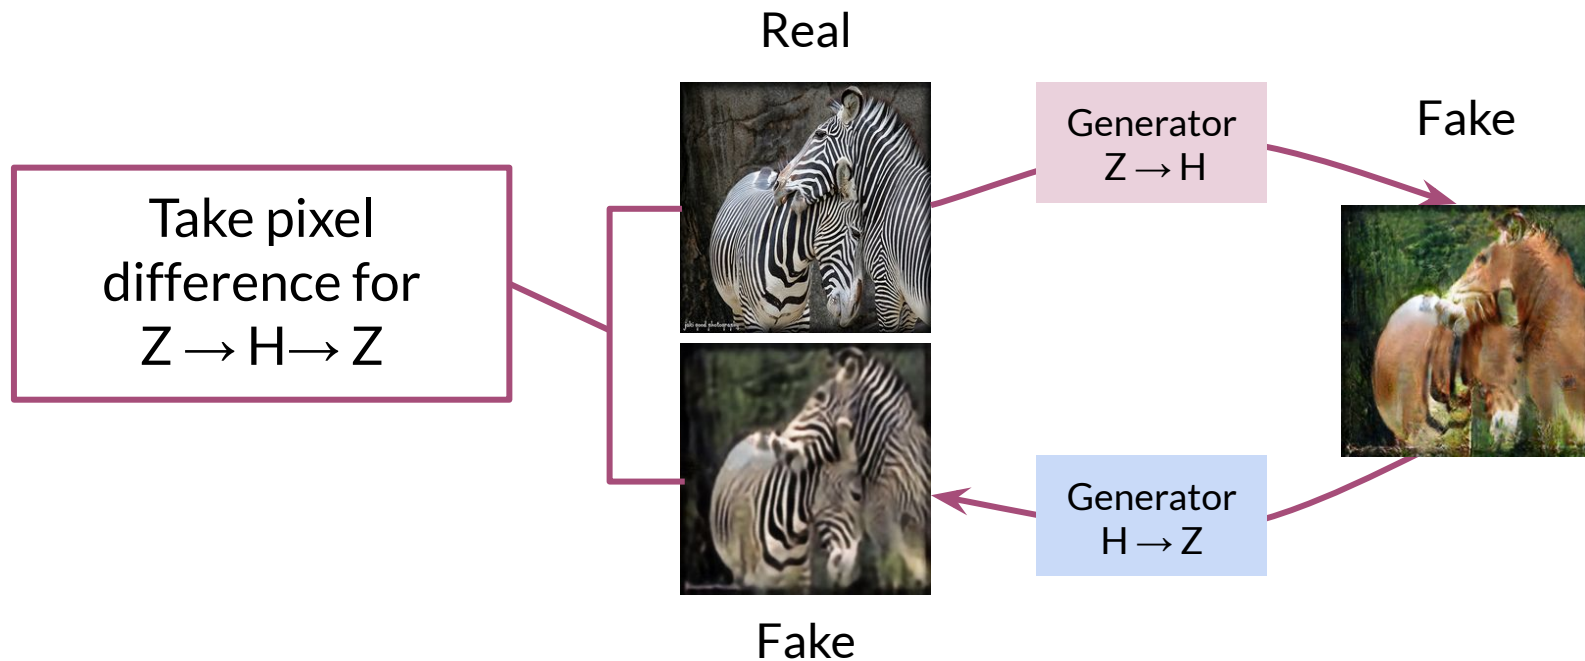 Real
Generator
Z → H
Fake
Take pixel
difference for
Z → H → Z
Generator
H → Z
Fake